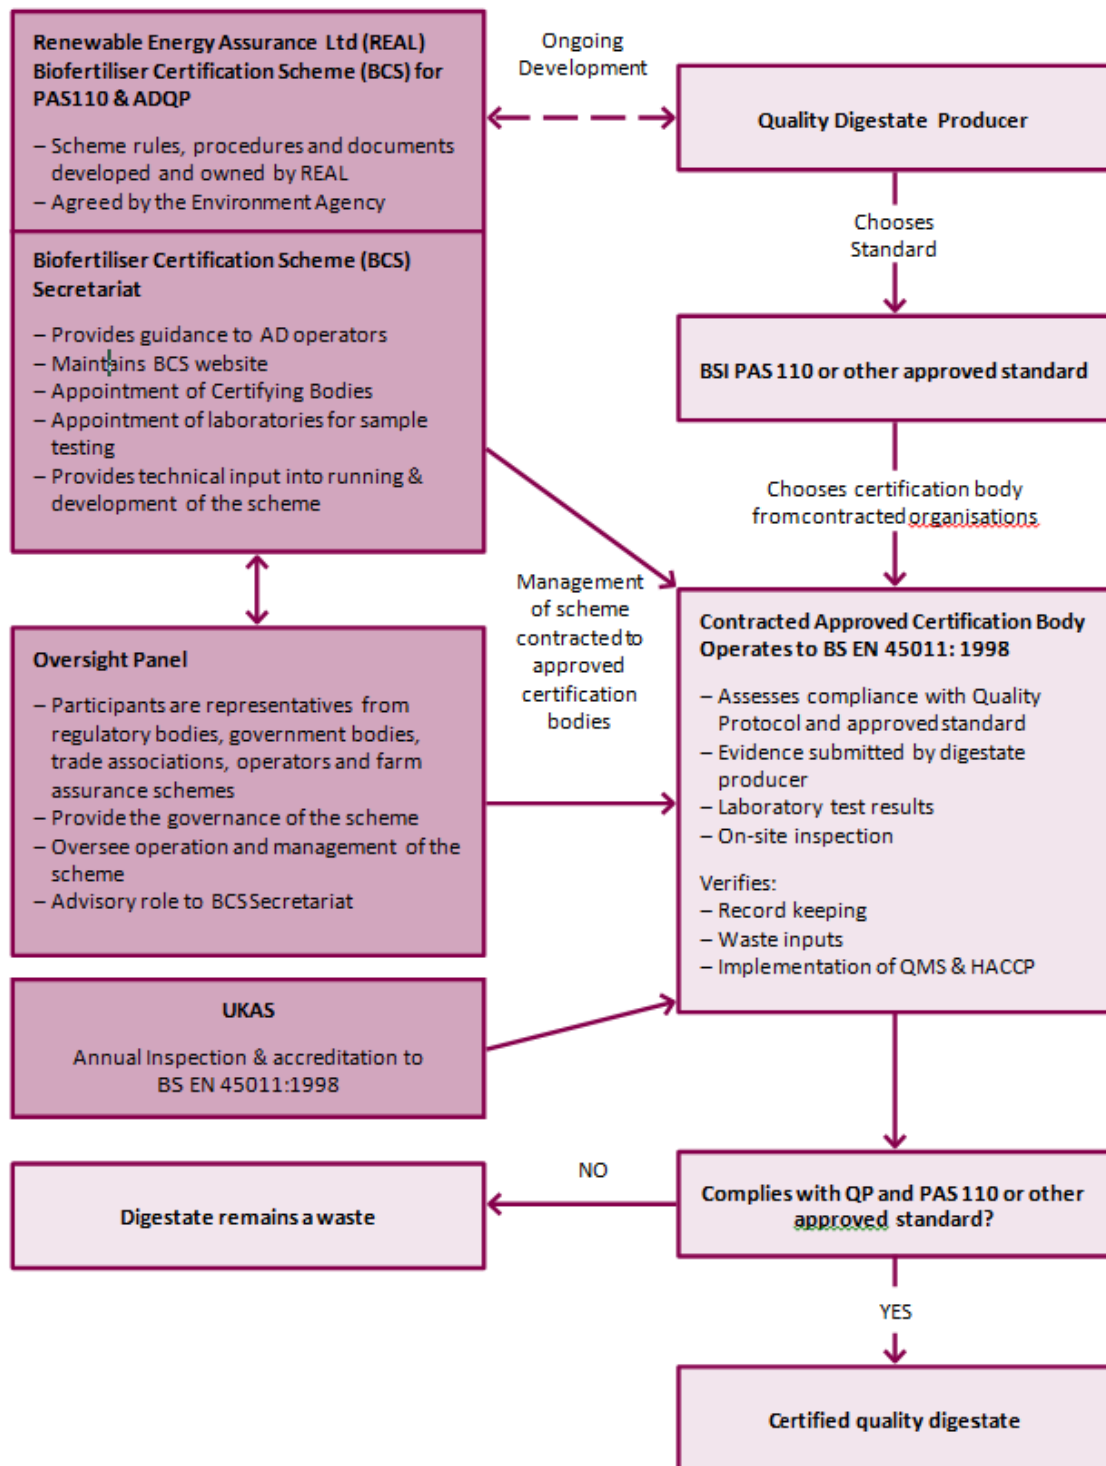 Renewable Energy Assurance Ltd (REAL)
Biofertiliser Certification Scheme (BCS) for
PAS110 & ADQP
– Scheme rules, procedures and documents
developed and owned by REAL
– Agreed by the Environment Agency
Biofertiliser Certification Scheme (BCS)
Secretariat
– Provides guidance to AD operators
– Maintains BCS website
– Appointment of Certifying Bodies
– Appointment of laboratories for sample
testing
– Provides technical input into running &
development of the scheme
Oversight Panel
– Participants are representatives from
regulatory bodies, government bodies,
trade associations, operators and farm
assurance schemes
– Provide the governance of the scheme
– Oversee operation and management of the
scheme
– Advisory role to BCS Secretariat
UKAS
Annual Inspection & accreditation to
BS EN 45011:1998
Ongoing
Development
Quality Digestate Producer
Chooses
Standard
BSI PAS 110 or other approved standard
Chooses certification body
from contracted organisations
Management
of scheme
contracted to
approved
certification
bodies
Contracted Approved Certification Body
Operates to BS EN 45011: 1998
– Assesses compliance with Quality
Protocol and approved standard
– Evidence submitted by digestate
producer
– Laboratory test results
– On-site inspection
Verifies:
– Record keeping
– Waste inputs
– Implementation of QMS & HACCP
Complies with QP and PAS 110 or other
approved standard?
NO
Digestate remains a waste
YES
Certified quality digestate